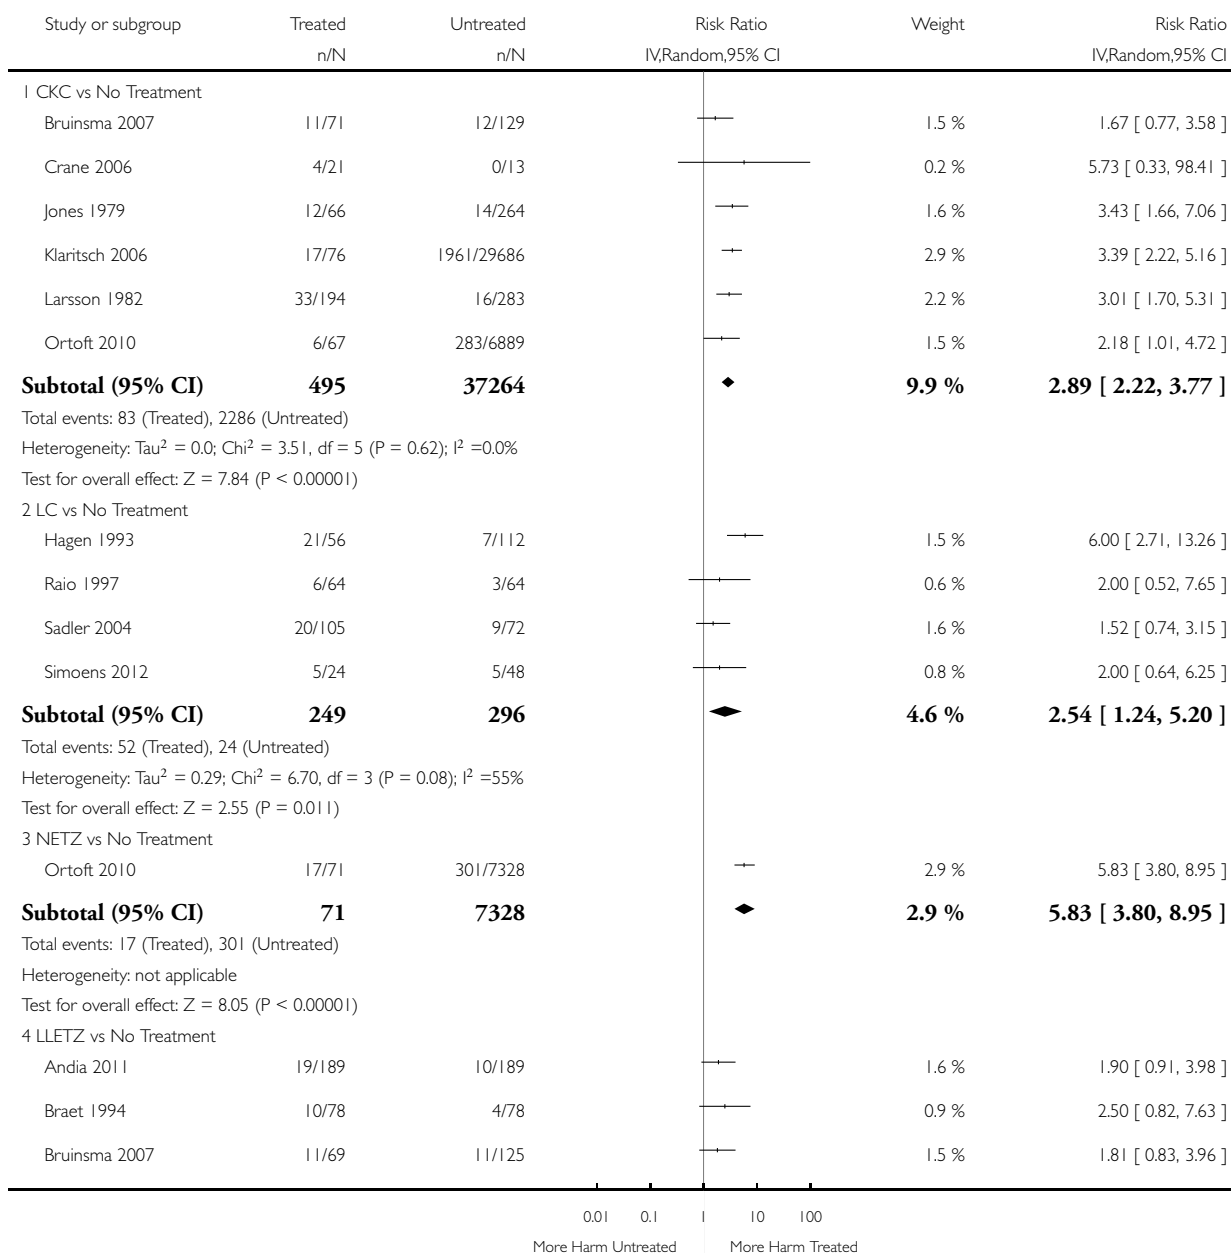 Study or subgroup Treated Untreated Risk Ratio Weight Risk Ratio
n/N n/N IV,Random,95% CI IV,Random,95% CI
1 CKC vs No Treatment
Bruinsma 2007 11/71 12/129 1.5 % 1.67 [ 0.77, 3.58 ]
Crane 2006 4/21 0/13 0.2 % 5.73 [ 0.33, 98.41 ]
Jones 1979 12/66 14/264 1.6 % 3.43 [ 1.66, 7.06 ]
Klaritsch 2006 17/76 1961/29686 2.9 % 3.39 [ 2.22, 5.16 ]
Larsson 1982 33/194 16/283 2.2 % 3.01 [ 1.70, 5.31 ]
Ortoft 2010 6/67 283/6889 1.5 % 2.18 [ 1.01, 4.72 ]
Subtotal (95% CI) 495 37264 9.9 % 2.89 [ 2.22, 3.77 ]
Total events: 83 (Treated), 2286 (Untreated)
Heterogeneity: Tau² = 0.0; Chi² = 3.51, df = 5 (P = 0.62); I² =0.0%
Test for overall effect: Z = 7.84 (P < 0.00001)
2 LC vs No Treatment
Hagen 1993 21/56 7/112 1.5 % 6.00 [ 2.71, 13.26 ]
Raio 1997 6/64 3/64 0.6 % 2.00 [ 0.52, 7.65 ]
Sadler 2004 20/105 9/72 1.6 % 1.52 [ 0.74, 3.15 ]
Simoens 2012 5/24 5/48 0.8 % 2.00 [ 0.64, 6.25 ]
Subtotal (95% CI) 249 296 4.6 % 2.54 [ 1.24, 5.20 ]
Total events: 52 (Treated), 24 (Untreated)
Heterogeneity: Tau² = 0.29; Chi² = 6.70, df = 3 (P = 0.08); I² =55%
Test for overall effect: Z = 2.55 (P = 0.011)
3 NETZ vs No Treatment
Ortoft 2010 17/71 301/7328 2.9 % 5.83 [ 3.80, 8.95 ]
Subtotal (95% CI) 71 7328 2.9 % 5.83 [ 3.80, 8.95 ]
Total events: 17 (Treated), 301 (Untreated)
Heterogeneity: not applicable
Test for overall effect: Z = 8.05 (P < 0.00001)
4 LLETZ vs No Treatment
Andia 2011 19/189 10/189 1.6 % 1.90 [ 0.91, 3.98 ]
Braet 1994 10/78 4/78 0.9 % 2.50 [ 0.82, 7.63 ]
Bruinsma 2007 11/69 11/125 1.5 % 1.81 [ 0.83, 3.96 ]
0.01 0.1 1 10 100
More Harm Untreated More Harm Treated